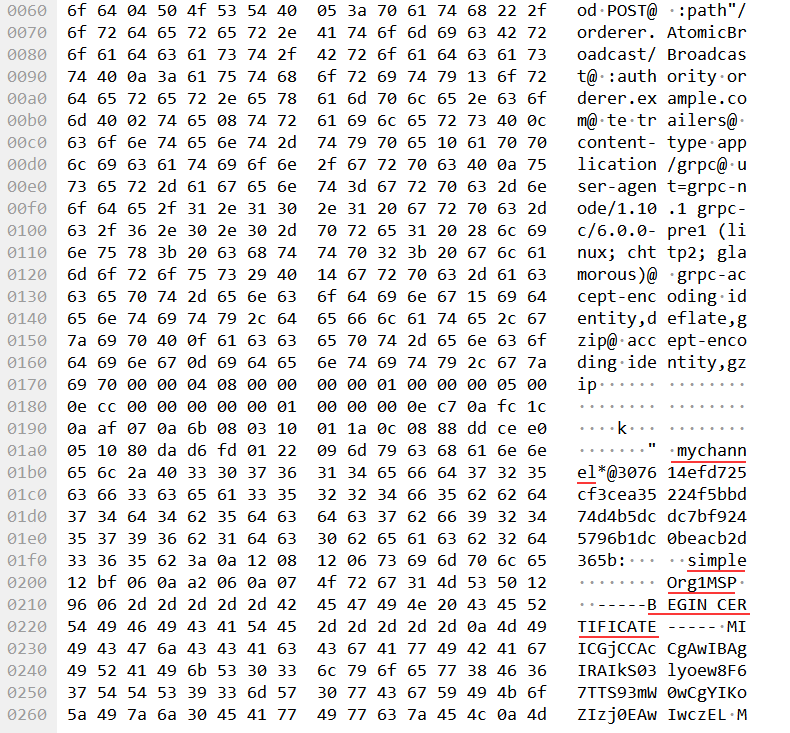 0060 6f 64 04 50 4f 53 54 40 05 3a 70 61 74 68 22 2f od·POST@ ·:path"/
0070 6f 72 64 65 72 65 72 2e 41 74 6f 6d 69 63 42 72 orderer. AtomicBr
0080 6f 61 64 63 61 73 74 2f 42 72 6f 61 64 63 61 73 oadcast/ Broadcas
0090 74 40 0a 3a 61 75 74 68 6f 72 69 74 79 13 6f 72 t@·:auth ority·or
00a0 64 65 72 65 72 2e 65 78 61 6d 70 6c 65 2e 63 6f derer.ex ample.co
00b0 6d 40 02 74 65 08 74 72 61 69 6c 65 72 73 40 0c m@·te·tr ailers@·
00c0 63 6f 6e 74 65 6e 74 2d 74 79 70 65 10 61 70 70 content- type·app
00d0 6c 69 63 61 74 69 6f 6e 2f 67 72 70 63 40 0a 75 lication /grpc@·u
00e0 73 65 72 2d 61 67 65 6e 74 3d 67 72 70 63 2d 6e ser-agen t=grpc-n
00f0 6f 64 65 2f 31 2e 31 30 2e 31 20 67 72 70 63 2d ode/1.10 .1 grpc-
0100 63 2f 36 2e 30 2e 30 2d 70 72 65 31 20 28 6c 69 c/6.0.0- pre1 (li
0110 6e 75 78 3b 20 63 68 74 74 70 32 3b 20 67 6c 61 nux; cht tp2; gla
0120 6d 6f 72 6f 75 73 29 40 14 67 72 70 63 2d 61 63 morous)@ ·grpc-ac
0130 63 65 70 74 2d 65 6e 63 6f 64 69 6e 67 15 69 64 cept-enc oding·id
0140 65 6e 74 69 74 79 2c 64 65 66 6c 61 74 65 2c 67 entity,d eflate,g
0150 7a 69 70 40 0f 61 63 63 65 70 74 2d 65 6e 63 6f zip@·acc ept-enco
0160 64 69 6e 67 0d 69 64 65 6e 74 69 74 79 2c 67 7a ding·ide ntity,gz
0170 69 70 00 00 04 08 00 00 00 00 01 00 00 00 05 00 ip······ ········
0180 0e cc 00 00 00 00 00 01 00 00 00 0e c7 0a fc 1c ········ ········
0190 0a af 07 0a 6b 08 03 10 01 1a 0c 08 88 dd ce e0 ····k··· ········
01a0 05 10 80 da d6 fd 01 22 09 6d 79 63 68 61 6e 6e ·······" ·mychann
01b0 65 6c 2a 40 33 30 37 36 31 34 65 66 64 37 32 35 el*@3076 14efd725
01c0 63 66 33 63 65 61 33 35 32 32 34 66 35 62 62 64 cf3cea35 224f5bbd
01d0 37 34 64 34 62 35 64 63 64 63 37 62 66 39 32 34 74d4b5dc dc7bf924
01e0 35 37 39 36 62 31 64 63 30 62 65 61 63 62 32 64 5796b1dc 0beacb2d
01f0 33 36 35 62 3a 0a 12 08 12 06 73 69 6d 70 6c 65 365b:··· ··simple
0200 12 bf 06 0a a2 06 0a 07 4f 72 67 31 4d 53 50 12 ········ Org1MSP·
0210 96 06 2d 2d 2d 2d 2d 42 45 47 49 4e 20 43 45 52 ··-----B EGIN CER
0220 54 49 46 49 43 41 54 45 2d 2d 2d 2d 2d 0a 4d 49 TIFICATE -----·MI
0230 49 43 47 6a 43 43 41 63 43 67 41 77 49 42 41 67 ICGjCCAc CgAwIBAg
0240 49 52 41 49 6b 53 30 33 6c 79 6f 65 77 38 46 36 IRAIkS03 lyoew8F6
0250 37 54 54 53 39 33 6d 57 30 77 43 67 59 49 4b 6f 7TTS93mW 0wCgYIKo
0260 5a 49 7a 6a 30 45 41 77 49 77 63 7a 45 4c 0a 4d ZIzj0EAw IwczEL·M